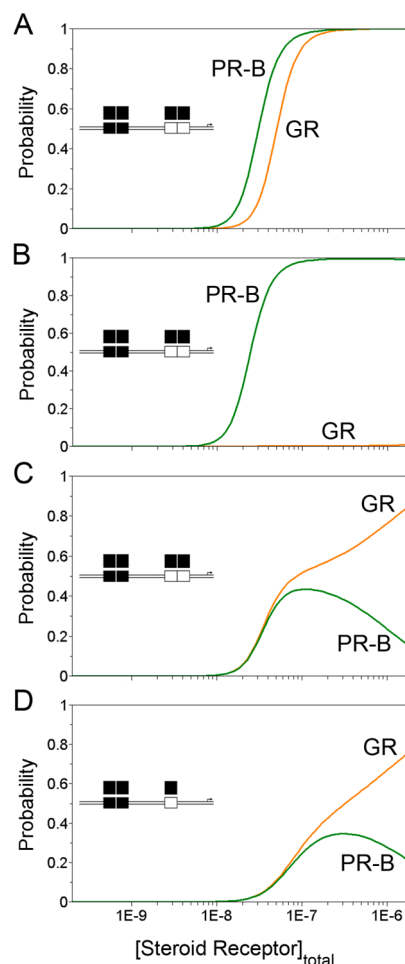 A
Probability
1
0.8
0.6
0.4
0.2
0
PR-B
GR
B
Probability
1
0.8
0.6
0.4
0.2
0
PR-B
GR
C
Probability
1
0.8
0.6
0.4
0.2
0
GR
PR-B
D
Probability
1
0.8
0.6
0.4
0.2
0
GR
PR-B
1E-9 1E-8 1E-7 1E-6
[Steroid Receptor]total